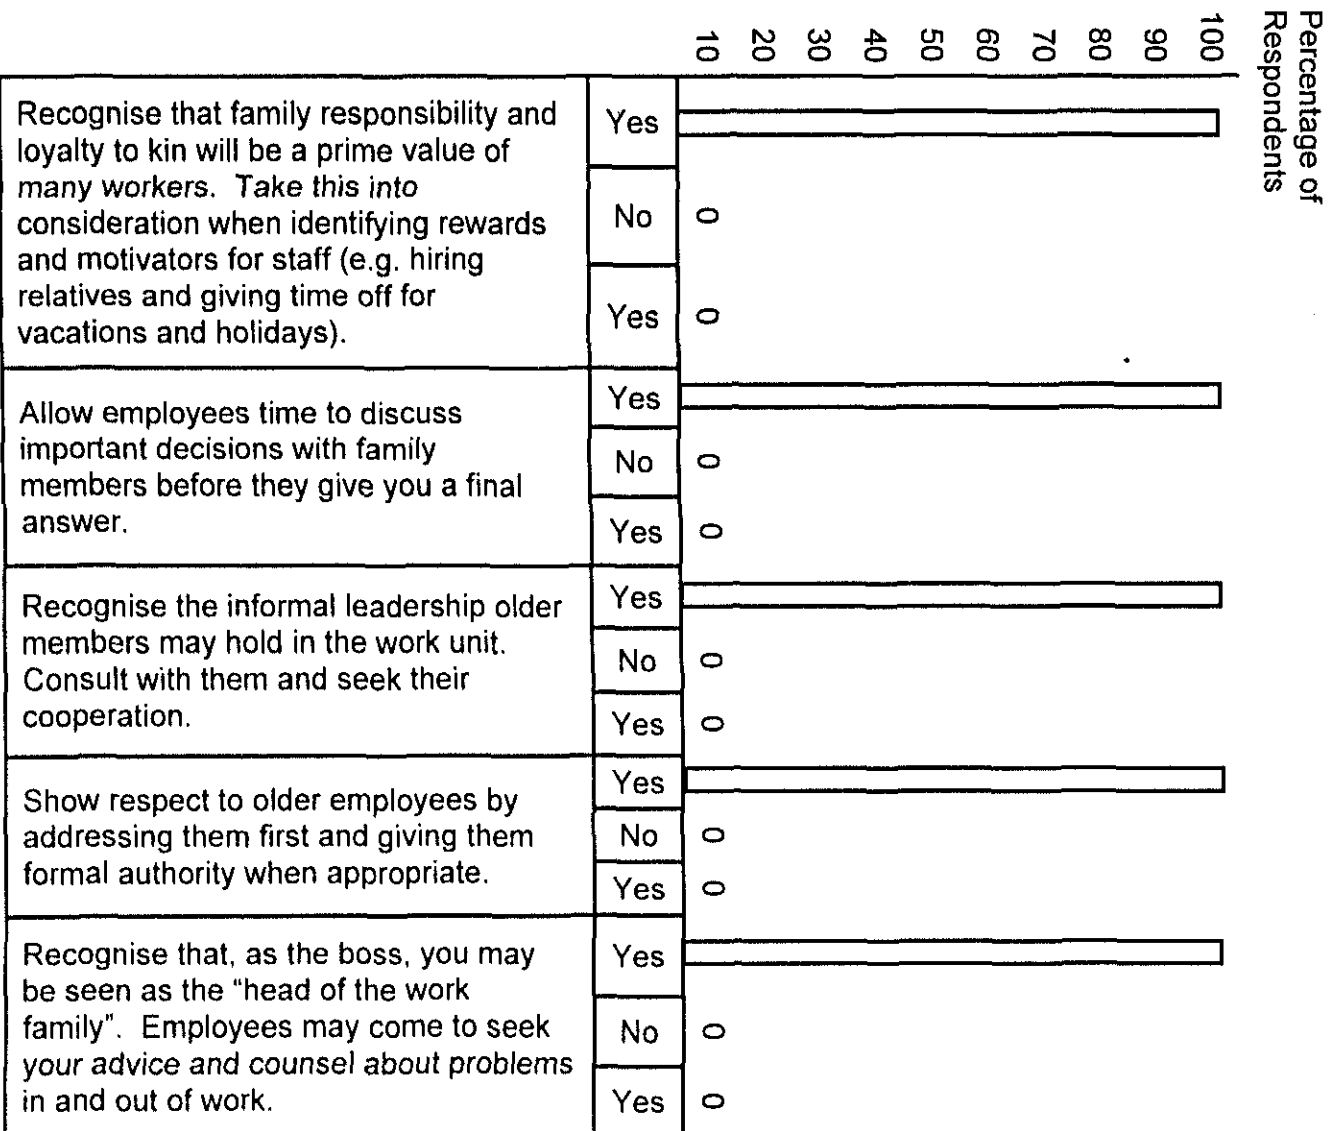 Percentage of
Respondents
100
90
80
70
60
50
40
30
20
10
Recognise that family responsibility and
loyalty to kin will be a prime value of
many workers. Take this into
consideration when identifying rewards
and motivators for staff (e.g. hiring
relatives and giving time off for
vacations and holidays).
Yes
No
0
Yes
0
Allow employees time to discuss
important decisions with family
members before they give you a final
answer.
Yes
No
0
Yes
0
Recognise the informal leadership older
members may hold in the work unit.
Consult with them and seek their
cooperation.
Yes
No
0
Yes
0
Show respect to older employees by
addressing them first and giving them
formal authority when appropriate.
Yes
No
0
Yes
0
Recognise that, as the boss, you may
be seen as the “head of the work
family”. Employees may come to seek
your advice and counsel about problems
in and out of work.
Yes
No
0
Yes
0